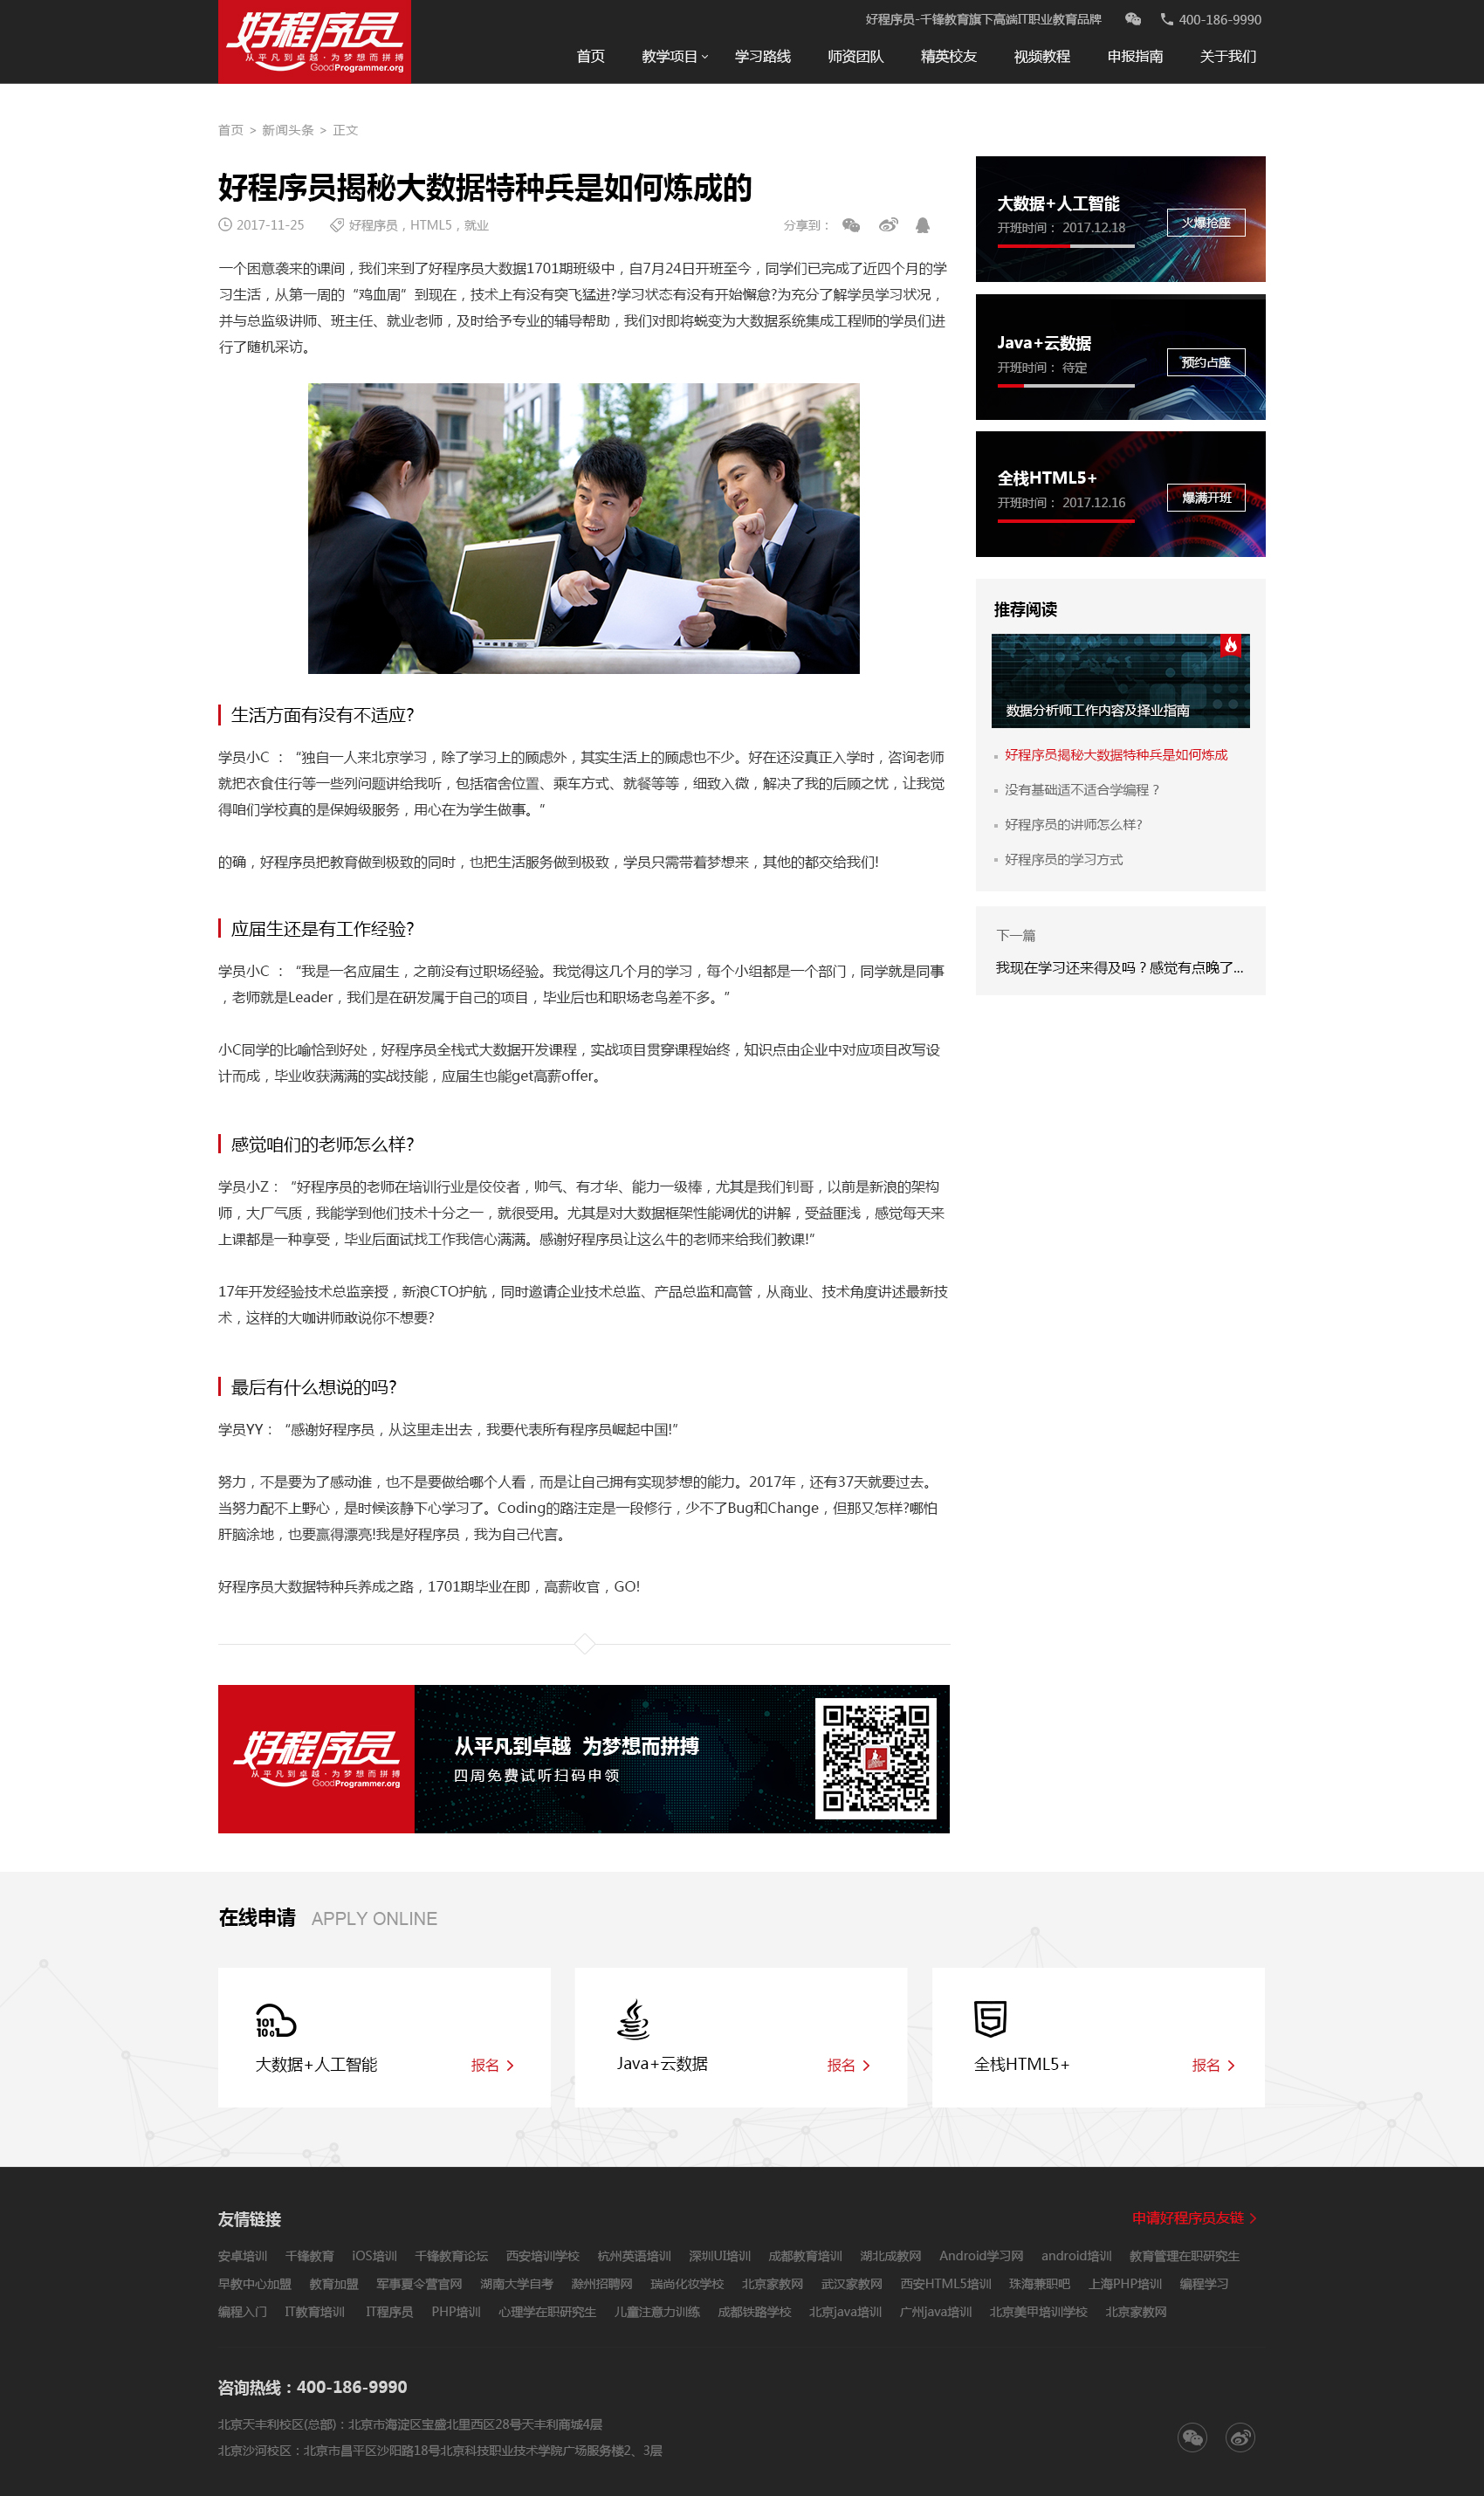 好程序员
从平凡到卓越·为梦想而拼搏
GoodProgrammer.org
好程序员-千锋教育旗下高端IT职业教育品牌
400-186-9990
首页 教学项目 学习路线 师资团队 精英校友 视频教程 申报指南 关于我们
首页 > 新闻头条 > 正文
好程序员揭秘大数据特种兵是如何炼成的
2017-11-25 好程序员，HTML5，就业 分享到：
一个困意袭来的课间，我们来到了好程序员大数据1701期班级中，自7月24日开班至今，同学们已完成了近四个月的学
习生活，从第一周的“鸡血周”到现在，技术上有没有突飞猛进?学习状态有没有开始懈怠?为充分了解学员学习状况，
并与总监级讲师、班主任、就业老师，及时给予专业的辅导帮助，我们对即将蜕变为大数据系统集成工程师的学员们进
行了随机采访。
生活方面有没有不适应?
学员小C ：“独自一人来北京学习，除了学习上的顾虑外，其实生活上的顾虑也不少。好在还没真正入学时，咨询老师
就把衣食住行等一些列问题讲给我听，包括宿舍位置、乘车方式、就餐等等，细致入微，解决了我的后顾之忧，让我觉
得咱们学校真的是保姆级服务，用心在为学生做事。”
的确，好程序员把教育做到极致的同时，也把生活服务做到极致，学员只需带着梦想来，其他的都交给我们!
应届生还是有工作经验?
学员小C ：“我是一名应届生，之前没有过职场经验。我觉得这几个月的学习，每个小组都是一个部门，同学就是同事
，老师就是Leader，我们是在研发属于自己的项目，毕业后也和职场老鸟差不多。”
小C同学的比喻恰到好处，好程序员全栈式大数据开发课程，实战项目贯穿课程始终，知识点由企业中对应项目改写设
计而成，毕业收获满满的实战技能，应届生也能get高薪offer。
感觉咱们的老师怎么样?
学员小Z：“好程序员的老师在培训行业是佼佼者，帅气、有才华、能力一级棒，尤其是我们钊哥，以前是新浪的架构
师，大厂气质，我能学到他们技术十分之一，就很受用。尤其是对大数据框架性能调优的讲解，受益匪浅，感觉每天来
上课都是一种享受，毕业后面试找工作我信心满满。感谢好程序员让这么牛的老师来给我们教课!”
17年开发经验技术总监亲授，新浪CTO护航，同时邀请企业技术总监、产品总监和高管，从商业、技术角度讲述最新技
术，这样的大咖讲师敢说你不想要?
最后有什么想说的吗?
学员YY：“感谢好程序员，从这里走出去，我要代表所有程序员崛起中国!”
努力，不是要为了感动谁，也不是要做给哪个人看，而是让自己拥有实现梦想的能力。2017年，还有37天就要过去。
当努力配不上野心，是时候该静下心学习了。Coding的路注定是一段修行，少不了Bug和Change，但那又怎样?哪怕
肝脑涂地，也要赢得漂亮!我是好程序员，我为自己代言。
好程序员大数据特种兵养成之路，1701期毕业在即，高薪收官，GO!
大数据+人工智能
开班时间： 2017.12.18
火爆抢座
Java+云数据
开班时间： 待定
预约占座
全栈HTML5+
开班时间： 2017.12.16
爆满开班
推荐阅读
数据分析师工作内容及择业指南
好程序员揭秘大数据特种兵是如何炼成
没有基础适不适合学编程？
好程序员的讲师怎么样?
好程序员的学习方式
下一篇
我现在学习还来得及吗？感觉有点晚了...
好程序员
从平凡到卓越·为梦想而拼搏
GoodProgrammer.org
从平凡到卓越 为梦想而拼搏
四周免费试听扫码申领
在线申请 APPLY ONLINE
大数据+人工智能 报名
Java+云数据 报名
全栈HTML5+ 报名
友情链接
申请好程序员友链
安卓培训 千锋教育 iOS培训 千锋教育论坛 西安培训学校 杭州英语培训 深圳UI培训 成都教育培训 湖北成教网 Android学习网 android培训 教育管理在职研究生
早教中心加盟 教育加盟 军事夏令营官网 湖南大学自考 滁州招聘网 瑞尚化妆学校 北京家教网 武汉家教网 西安HTML5培训 珠海兼职吧 上海PHP培训 编程学习
编程入门 IT教育培训 IT程序员 PHP培训 心理学在职研究生 儿童注意力训练 成都铁路学校 北京java培训 广州java培训 北京美甲培训学校 北京家教网
咨询热线：400-186-9990
北京天丰利校区(总部)：北京市海淀区宝盛北里西区28号天丰利商城4层
北京沙河校区：北京市昌平区沙阳路18号北京科技职业技术学院广场服务楼2、3层